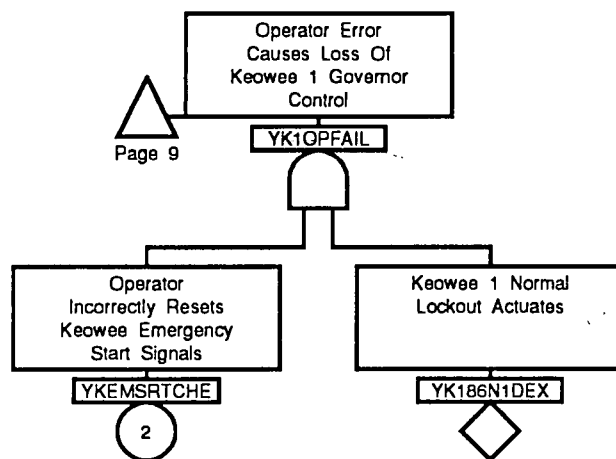 Operator Error
Causes Loss Of
Keowee 1 Governor
Control
Page 9
YK1OPFAIL
Operator
Incorrectly Resets
Keowee Emergency
Start Signals
Keowee 1 Normal
Lockout Actuates
YKEMSRTCHE
YK186N1DEX
2